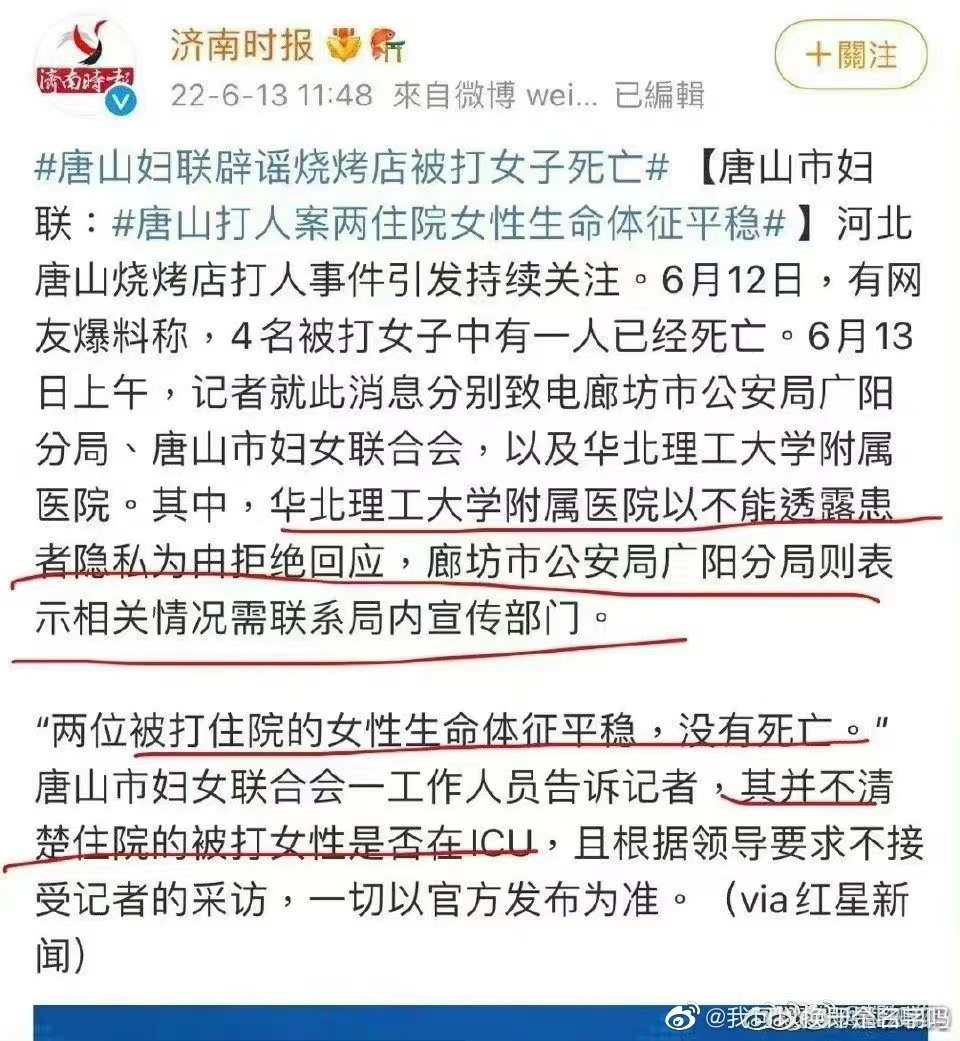 濟南時報
济南时报
22-6-13 11:48 來自微博 wei... 已編輯
+關注
#唐山妇联辟谣烧烤店被打女子死亡# 【唐山市妇
联：#唐山打人案两住院女性生命体征平稳# 】河北
唐山烧烤店打人事件引发持续关注。6月12日，有网
友爆料称，4名被打女子中有一人已经死亡。6月13
日上午，记者就此消息分别致电廊坊市公安局广阳
分局、唐山市妇女联合会，以及华北理工大学附属
医院。其中，华北理工大学附属医院以不能透露患
者隐私为由拒绝回应，廊坊市公安局广阳分局则表
示相关情况需联系局内宣传部门。
“两位被打住院的女性生命体征平稳，没有死亡。”
唐山市妇女联合会一工作人员告诉记者，其并不清
楚住院的被打女性是否在ICU，且根据领导要求不接
受记者的采访，一切以官方发布为准。（via红星新
闻）